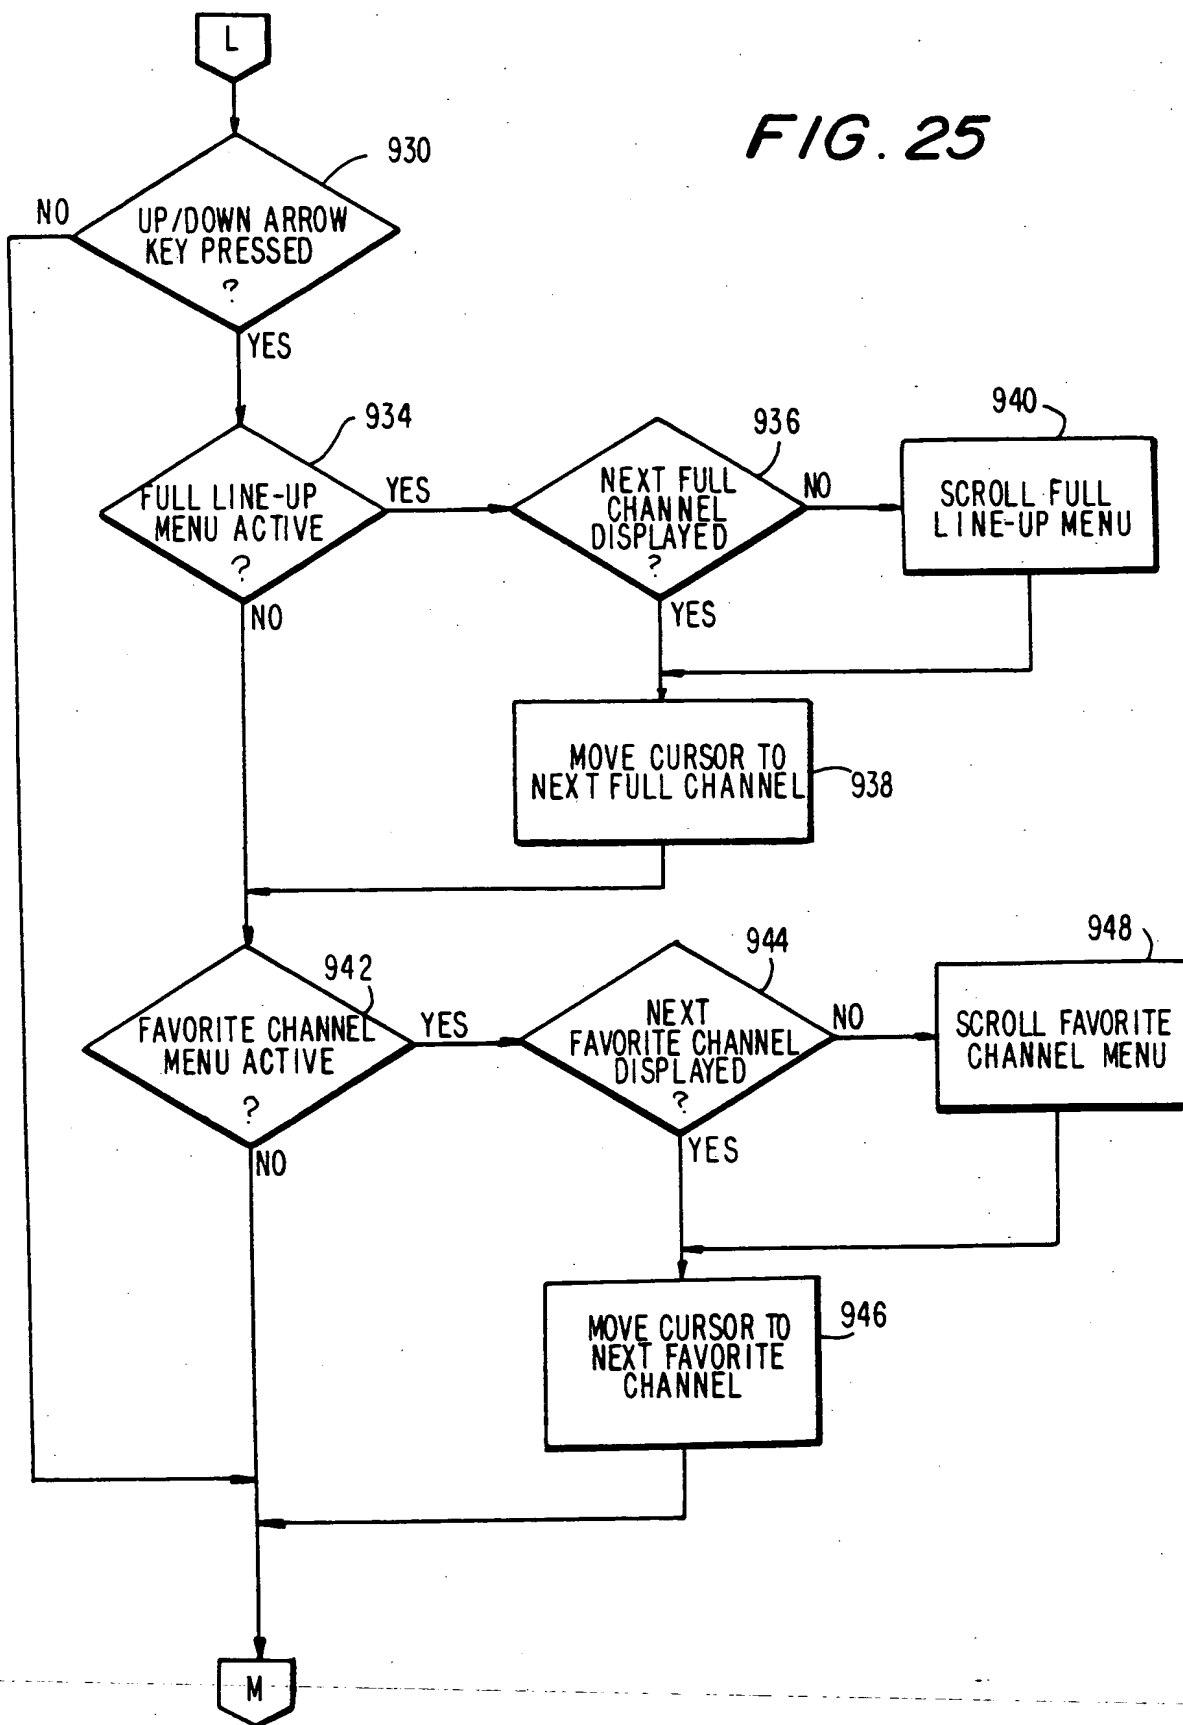 L
FIG. 25
930
NO
UP/DOWN ARROW
KEY PRESSED
?
YES
934
FULL LINE-UP
MENU ACTIVE
?
YES
NO
936
NEXT FULL
CHANNEL
DISPLAYED
?
NO
YES
940
SCROLL FULL
LINE-UP MENU
MOVE CURSOR TO
NEXT FULL CHANNEL
938
942
FAVORITE CHANNEL
MENU ACTIVE
?
YES
NO
944
NEXT
FAVORITE CHANNEL
DISPLAYED
?
NO
YES
948
SCROLL FAVORITE
CHANNEL MENU
MOVE CURSOR TO
NEXT FAVORITE
CHANNEL
946
M